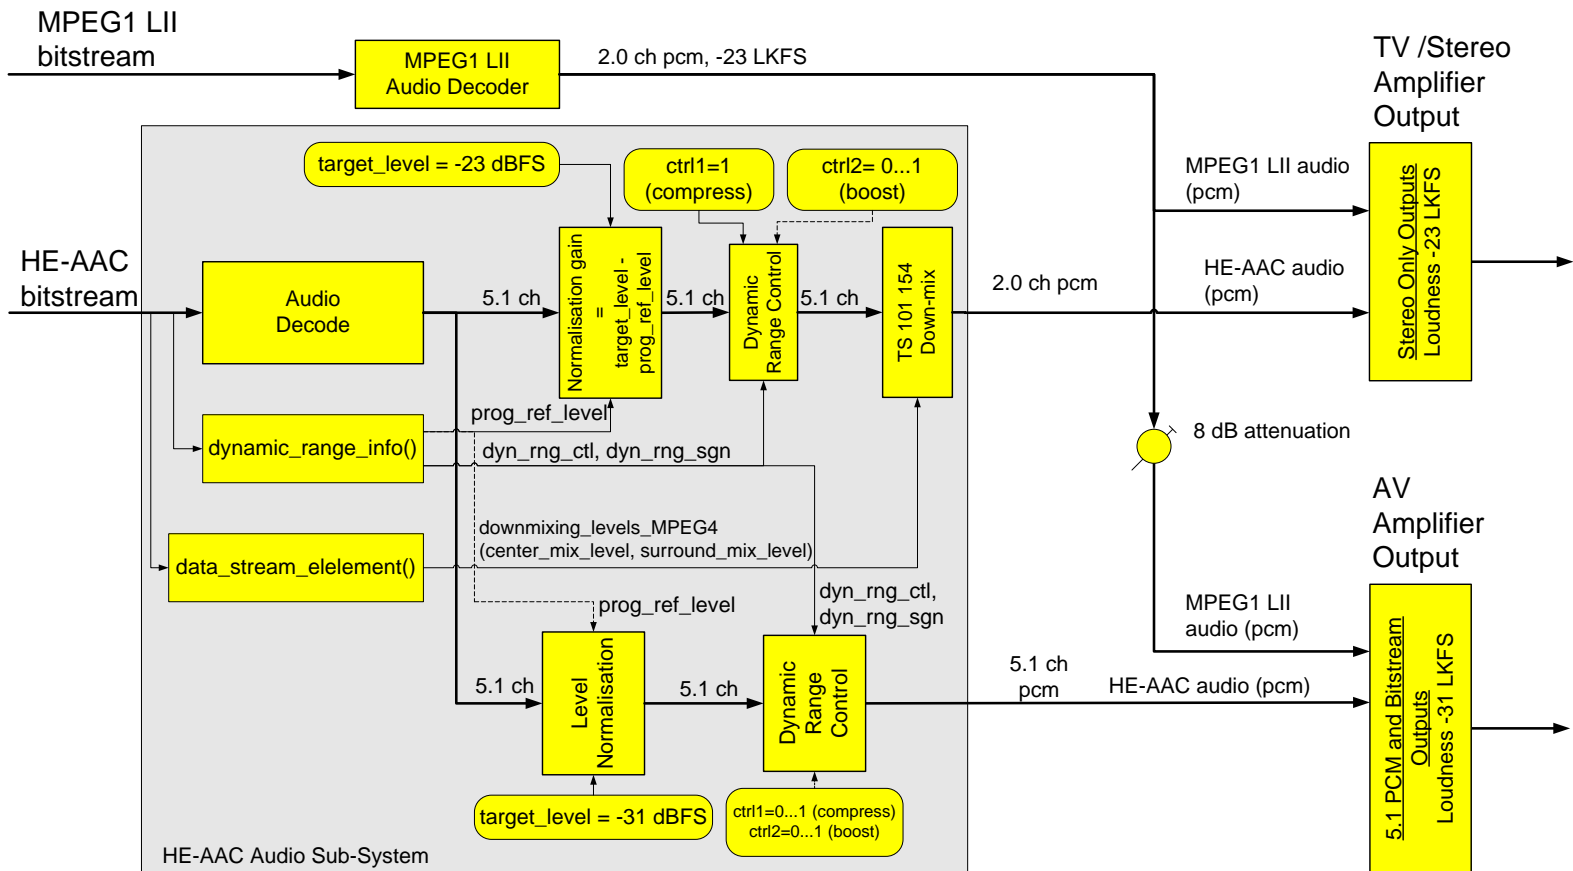 MPEG1 LII
bitstream
MPEG1 LII
Audio Decoder
2.0 ch pcm, -23 LKFS
TV /Stereo
Amplifier
Output
target_level = -23 dBFS
ctrl1=1
(compress)
ctrl2= 0...1
(boost)
MPEG1 LII audio
(pcm)
Stereo Only Outputs
Loudness -23 LKFS
HE-AAC
bitstream
Audio
Decode
5.1 ch
Normalisation gain
=
target_level -
prog_ref_level
5.1 ch
Dynamic
Range Control
5.1 ch
TS 101 154
Down-mix
2.0 ch pcm
HE-AAC audio
(pcm)
prog_ref_level
dynamic_range_info()
dyn_rng_ctl, dyn_rng_sgn
8 dB attenuation
downmixing_levels_MPEG4
(center_mix_level, surround_mix_level)
data_stream_elelement()
AV
Amplifier
Output
prog_ref_level
dyn_rng_ctl,
dyn_rng_sgn
MPEG1 LII
audio (pcm)
5.1 ch
Level
Normalisation
5.1 ch
Dynamic
Range
Control
5.1 ch
pcm
HE-AAC audio (pcm)
5.1 PCM and Bitstream
Outputs
Loudness -31 LKFS
target_level = -31 dBFS
ctrl1=0...1 (compress)
ctrl2=0...1 (boost)
HE-AAC Audio Sub-System